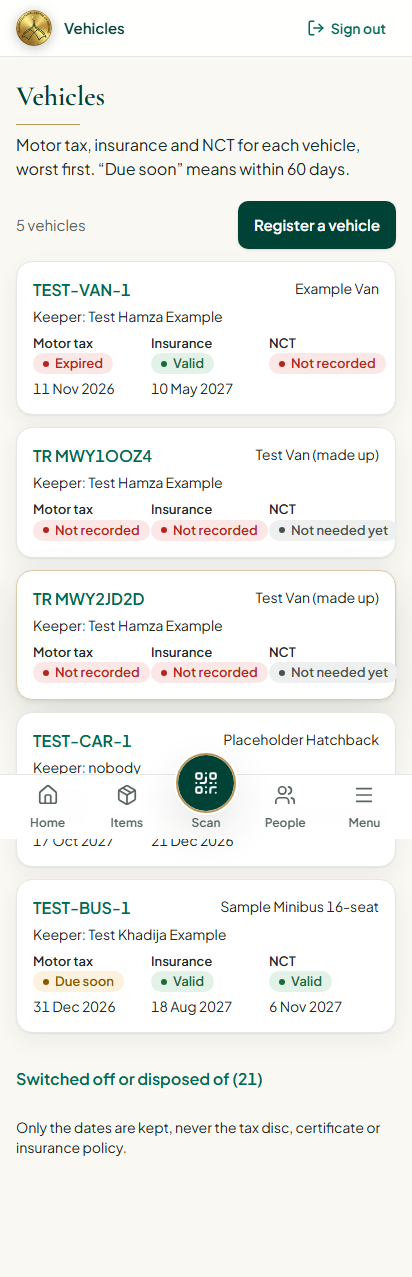 Vehicles
Sign out
Vehicles
Motor tax, insurance and NCT for each vehicle,
worst first. “Due soon” means within 60 days.
5 vehicles
Register a vehicle
TEST-VAN-1
Example Van
Keeper: Test Hamza Example
Motor tax Insurance NCT
Expired Valid Not recorded
11 Nov 2026 10 May 2027
TR MWY1OOZ4
Test Van (made up)
Keeper: Test Hamza Example
Motor tax Insurance NCT
Not recorded Not recorded Not needed yet
TR MWY2JD2D
Test Van (made up)
Keeper: Test Hamza Example
Motor tax Insurance NCT
Not recorded Not recorded Not needed yet
TEST-CAR-1
Placeholder Hatchback
Keeper: nobody
Home Items Scan People Menu
17 Oct 2027 21 Dec 2026
TEST-BUS-1
Sample Minibus 16-seat
Keeper: Test Khadija Example
Motor tax Insurance NCT
Due soon Valid Valid
31 Dec 2026 18 Aug 2027 6 Nov 2027
Switched off or disposed of (21)
Only the dates are kept, never the tax disc, certificate or
insurance policy.